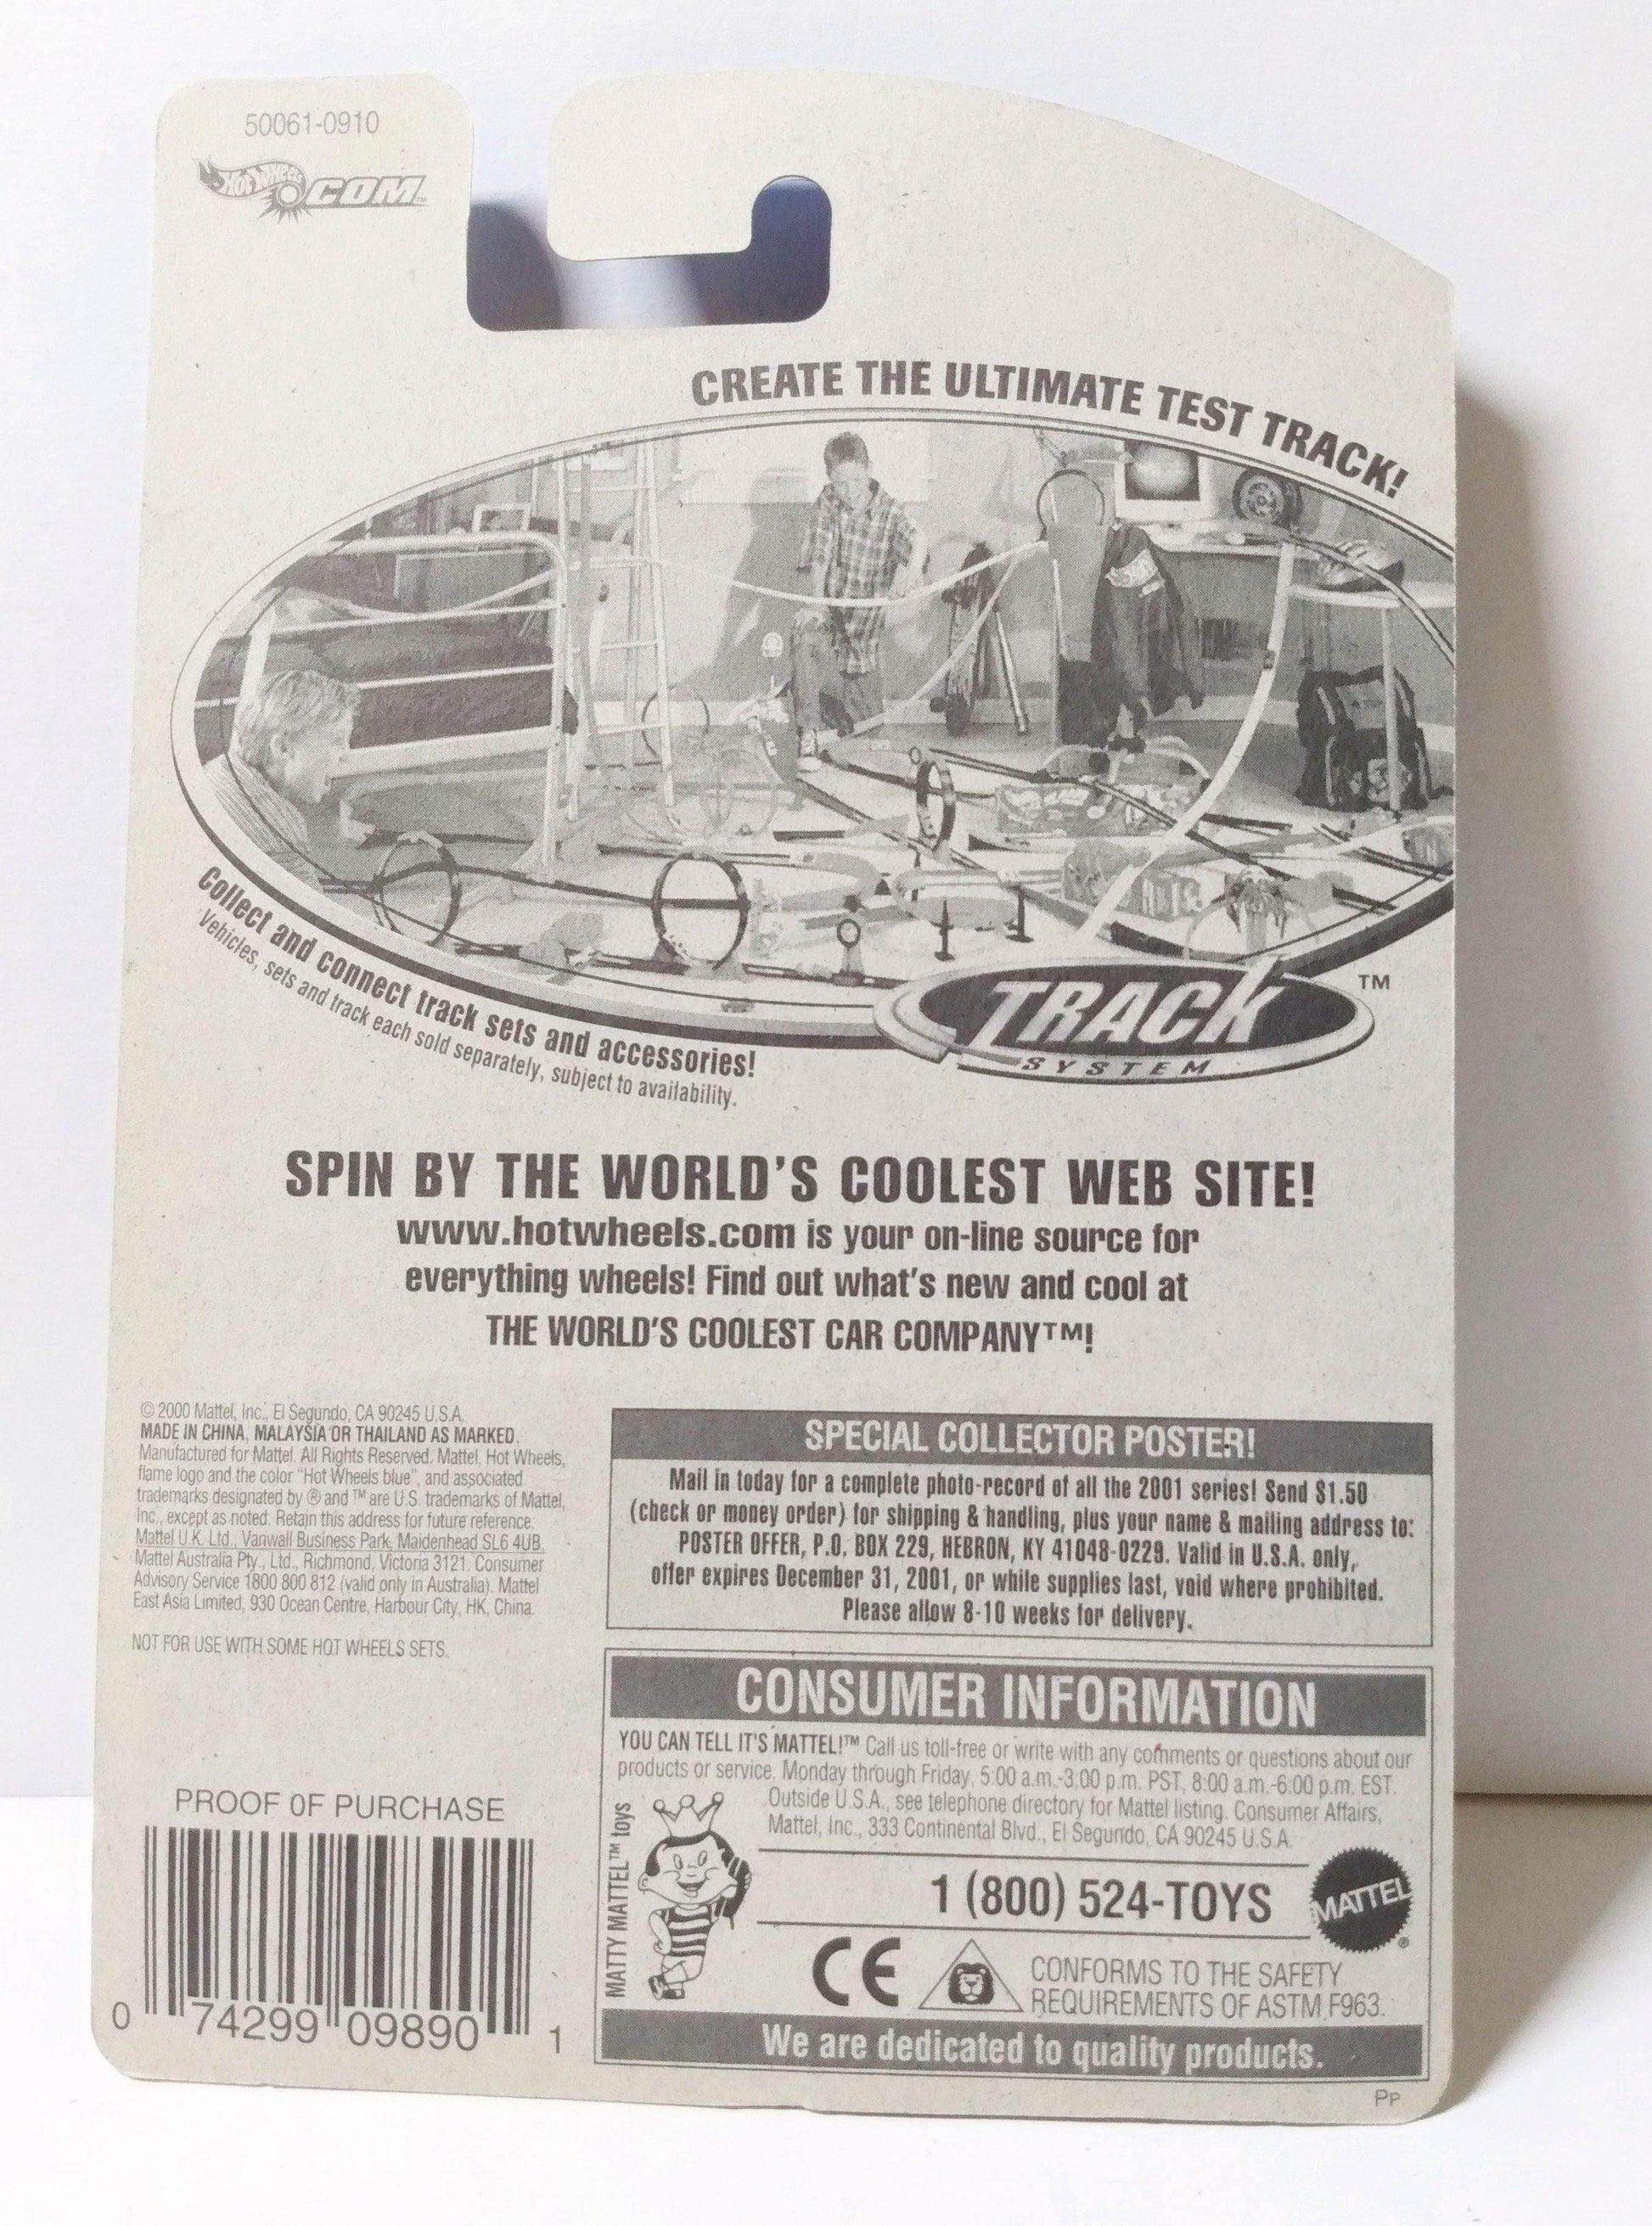 50061-0910
Hot Wheels .COM™
CREATE THE ULTIMATE TEST TRACK!
Collect and connect track sets and accessories!
Vehicles, sets and track each sold separately, subject to availability.
TRACK ™
SYSTEM
SPIN BY THE WORLD'S COOLEST WEB SITE!
www.hotwheels.com is your on-line source for
everything wheels! Find out what's new and cool at
THE WORLD'S COOLEST CAR COMPANY™!
© 2000 Mattel, Inc., El Segundo, CA 90245 U.S.A.
MADE IN CHINA, MALAYSIA OR THAILAND AS MARKED.
Manufactured for Mattel. All Rights Reserved. Mattel, Hot Wheels,
flame logo and the color "Hot Wheels blue", and associated
trademarks designated by ® and ™ are U.S. trademarks of Mattel,
Inc., except as noted. Retain this address for future reference.
Mattel U.K. Ltd., Vanwall Business Park, Maidenhead SL6 4UB.
Mattel Australia Pty., Ltd., Richmond, Victoria 3121. Consumer
Advisory Service 1800 800 812 (valid only in Australia). Mattel
East Asia Limited, 930 Ocean Centre, Harbour City, HK, China.
NOT FOR USE WITH SOME HOT WHEELS SETS.
SPECIAL COLLECTOR POSTER!
Mail in today for a complete photo-record of all the 2001 series! Send $1.50
(check or money order) for shipping & handling, plus your name & mailing address to:
POSTER OFFER, P.O. BOX 229, HEBRON, KY 41048-0229. Valid in U.S.A. only,
offer expires December 31, 2001, or while supplies last, void where prohibited.
Please allow 8-10 weeks for delivery.
CONSUMER INFORMATION
YOU CAN TELL IT'S MATTEL!™ Call us toll-free or write with any comments or questions about our
products or service. Monday through Friday, 5:00 a.m.-3:00 p.m. PST, 8:00 a.m.-6:00 p.m. EST.
Outside U.S.A., see telephone directory for Mattel listing. Consumer Affairs,
Mattel, Inc., 333 Continental Blvd., El Segundo, CA 90245 U.S.A.
MATTY MATTEL™ toys
1 (800) 524-TOYS
MATTEL ®
CE
CONFORMS TO THE SAFETY
REQUIREMENTS OF ASTM F963.
We are dedicated to quality products.
PROOF OF PURCHASE
0 74299 09890 1
PP